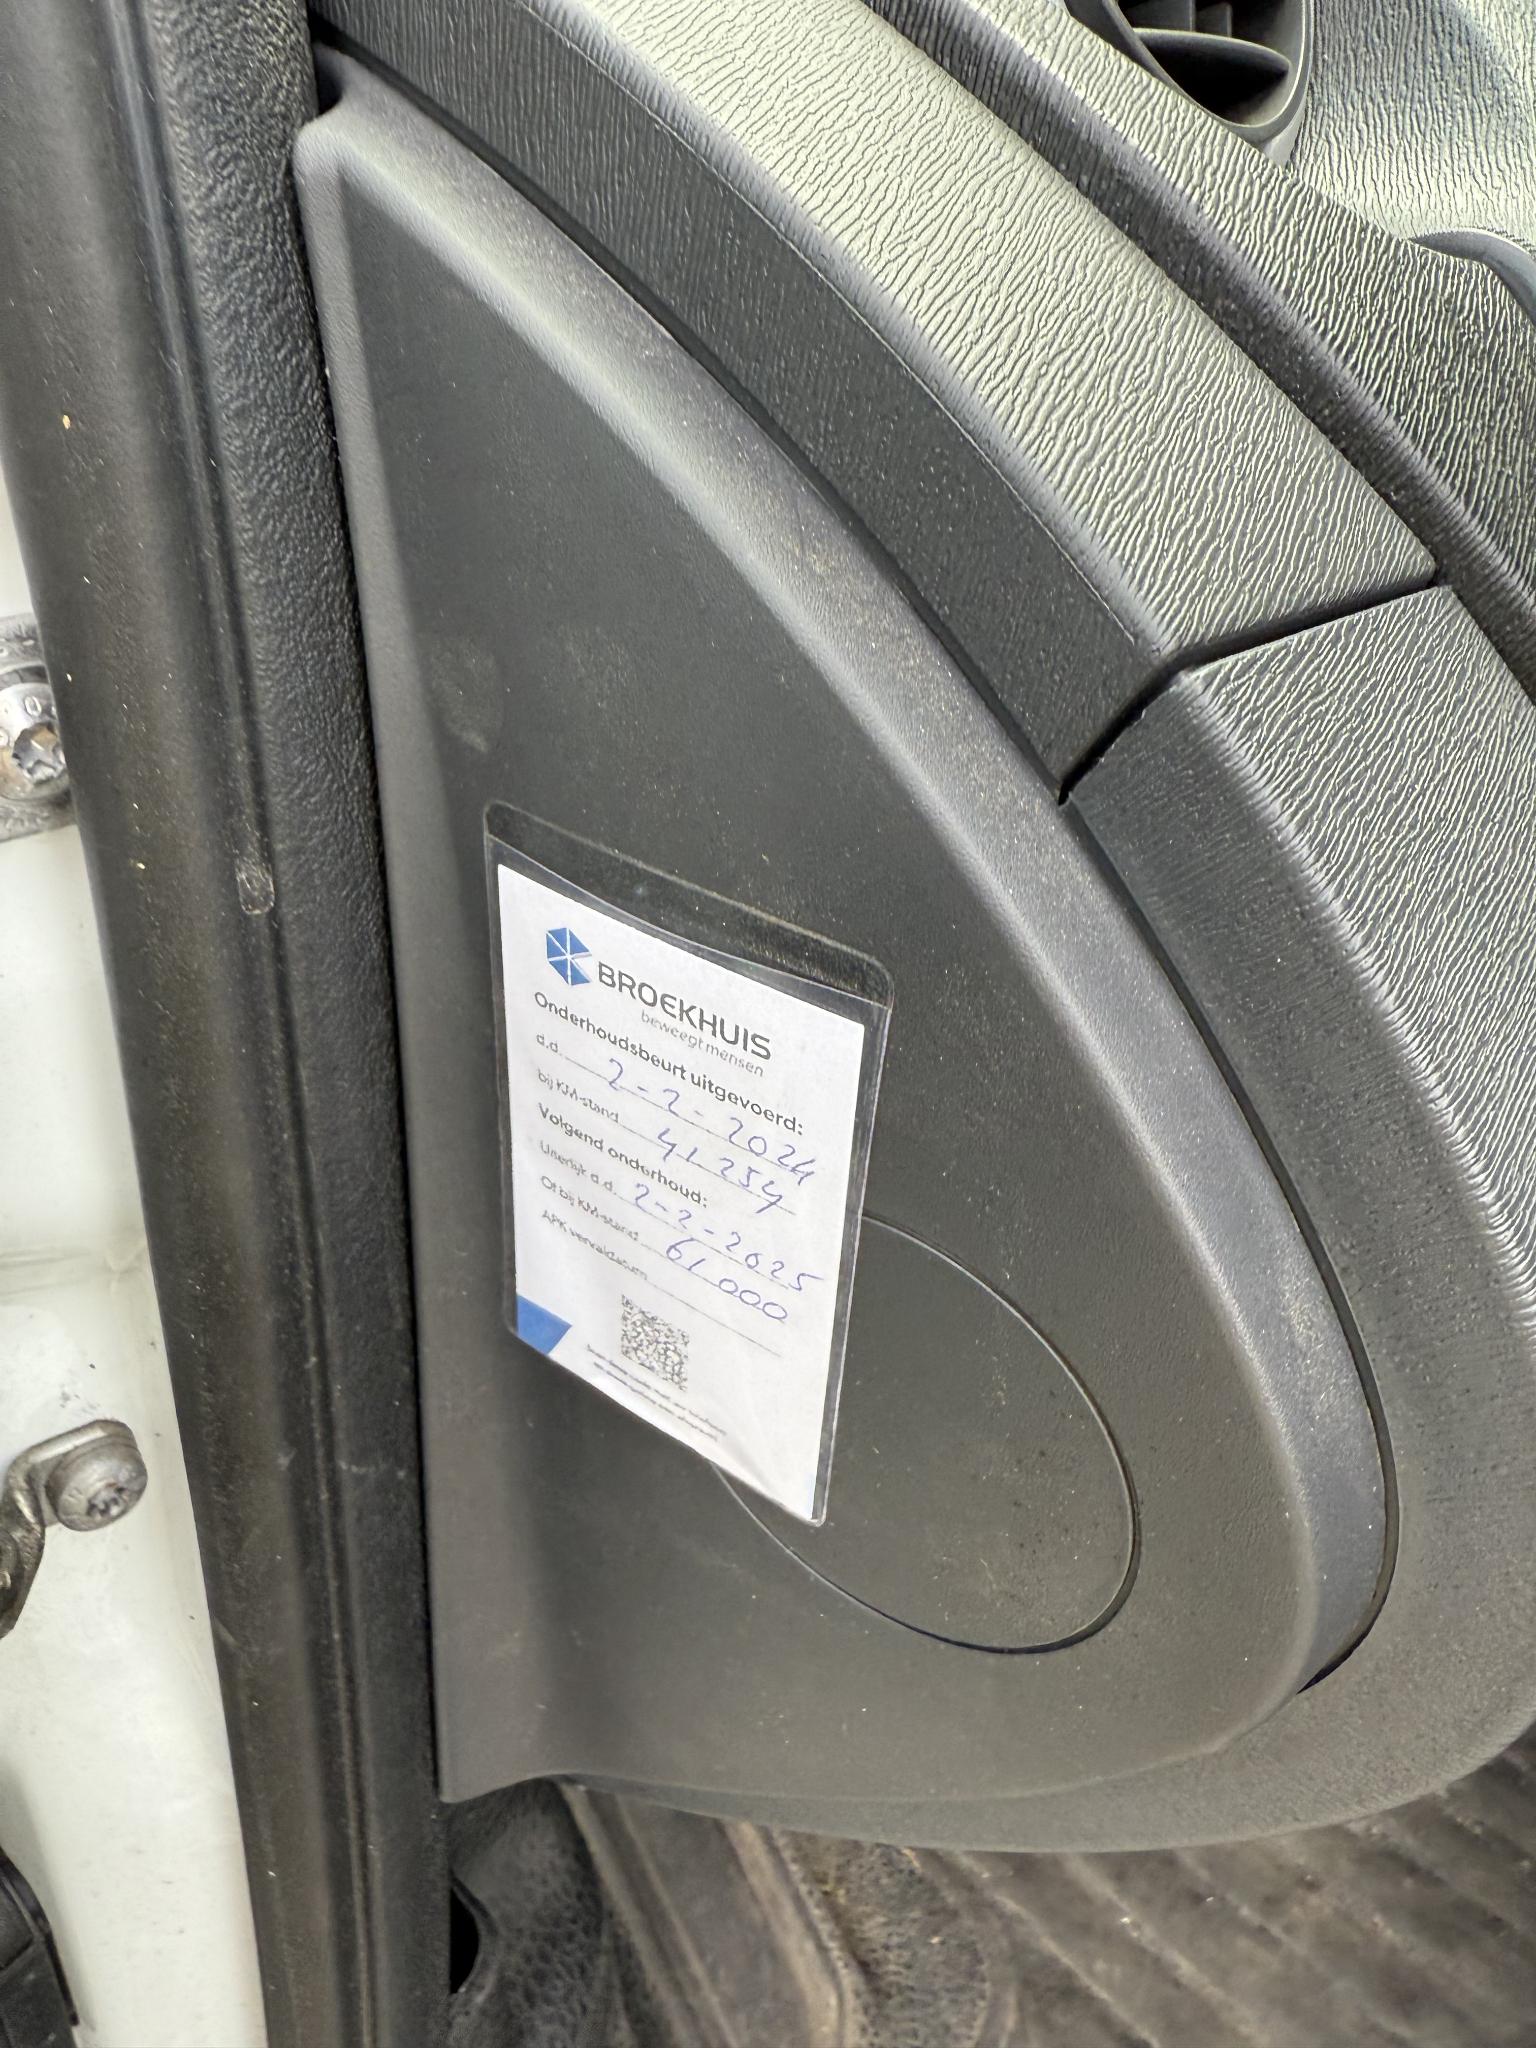 BROEKHUIS
beweegt mensen
Onderhoudsbeurt uitgevoerd:
d.d. 2-2-2024
bij KM-stand 41.254
Volgend onderhoud:
Uiterlijk d.d. 2-2-2025
Of bij KM-stand 61.000
APK vervaldatum